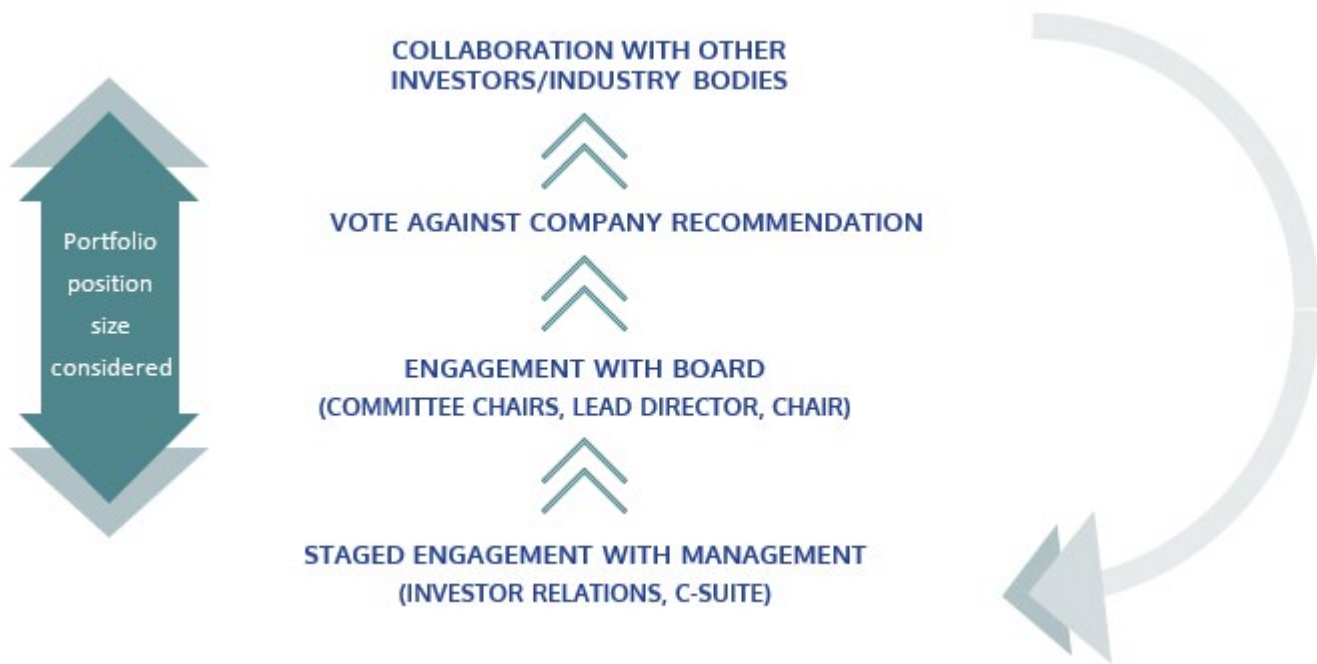 COLLABORATION WITH OTHER
INVESTORS/INDUSTRY BODIES
VOTE AGAINST COMPANY RECOMMENDATION
Portfolio
position
size
considered
ENGAGEMENT WITH BOARD
(COMMITTEE CHAIRS, LEAD DIRECTOR, CHAIR)
STAGED ENGAGEMENT WITH MANAGEMENT
(INVESTOR RELATIONS, C-SUITE)